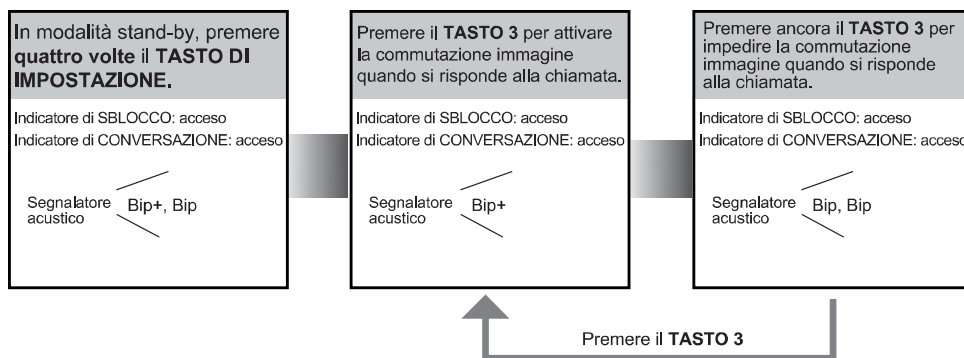 In modalità stand-by, premere
quattro volte il TASTO DI
IMPOSTAZIONE.
Indicatore di SBLOCCO: acceso
Indicatore di CONVERSAZIONE: acceso
Segnalatore
acustico
Bip+, Bip
Premere il TASTO 3 per attivare
la commutazione immagine
quando si risponde alla chiamata.
Indicatore di SBLOCCO: acceso
Indicatore di CONVERSAZIONE: acceso
Segnalatore
acustico
Bip+
Premere ancora il TASTO 3 per
impedire la commutazione
immagine quando si risponde
alla chiamata.
Indicatore di SBLOCCO: acceso
Indicatore di CONVERSAZIONE: acceso
Segnalatore
acustico
Bip, Bip
Premere il TASTO 3